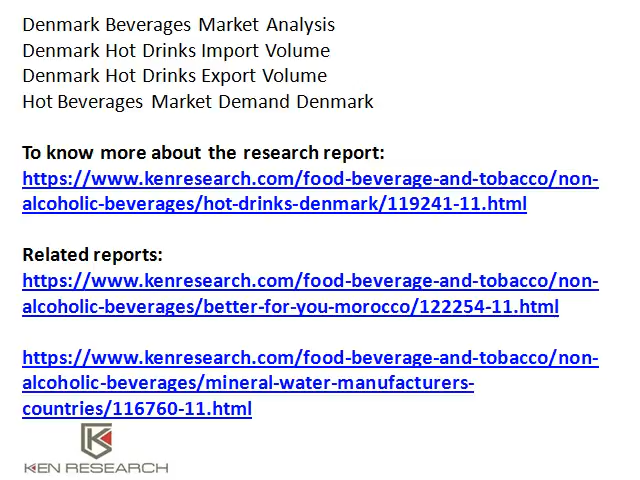 Denmark Beverages Market Analysis
Denmark Hot Drinks Import Volume
Denmark Hot Drinks Export Volume
Hot Beverages Market Demand Denmark
To know more about the research report:
https://www.kenresearch.com/food-beverage-and-tobacco/non-
alcoholic-beverages/hot-drinks-denmark/119241-11.html
Related reports:
https://www.kenresearch.com/food-beverage-and-tobacco/non-
alcoholic-beverages/better-for-you-morocco/122254-11.html
https://www.kenresearch.com/food-beverage-and-tobacco/non-
alcoholic-beverages/mineral-water-manufacturers-
countries/116760-11.html
KEN RESEARCH